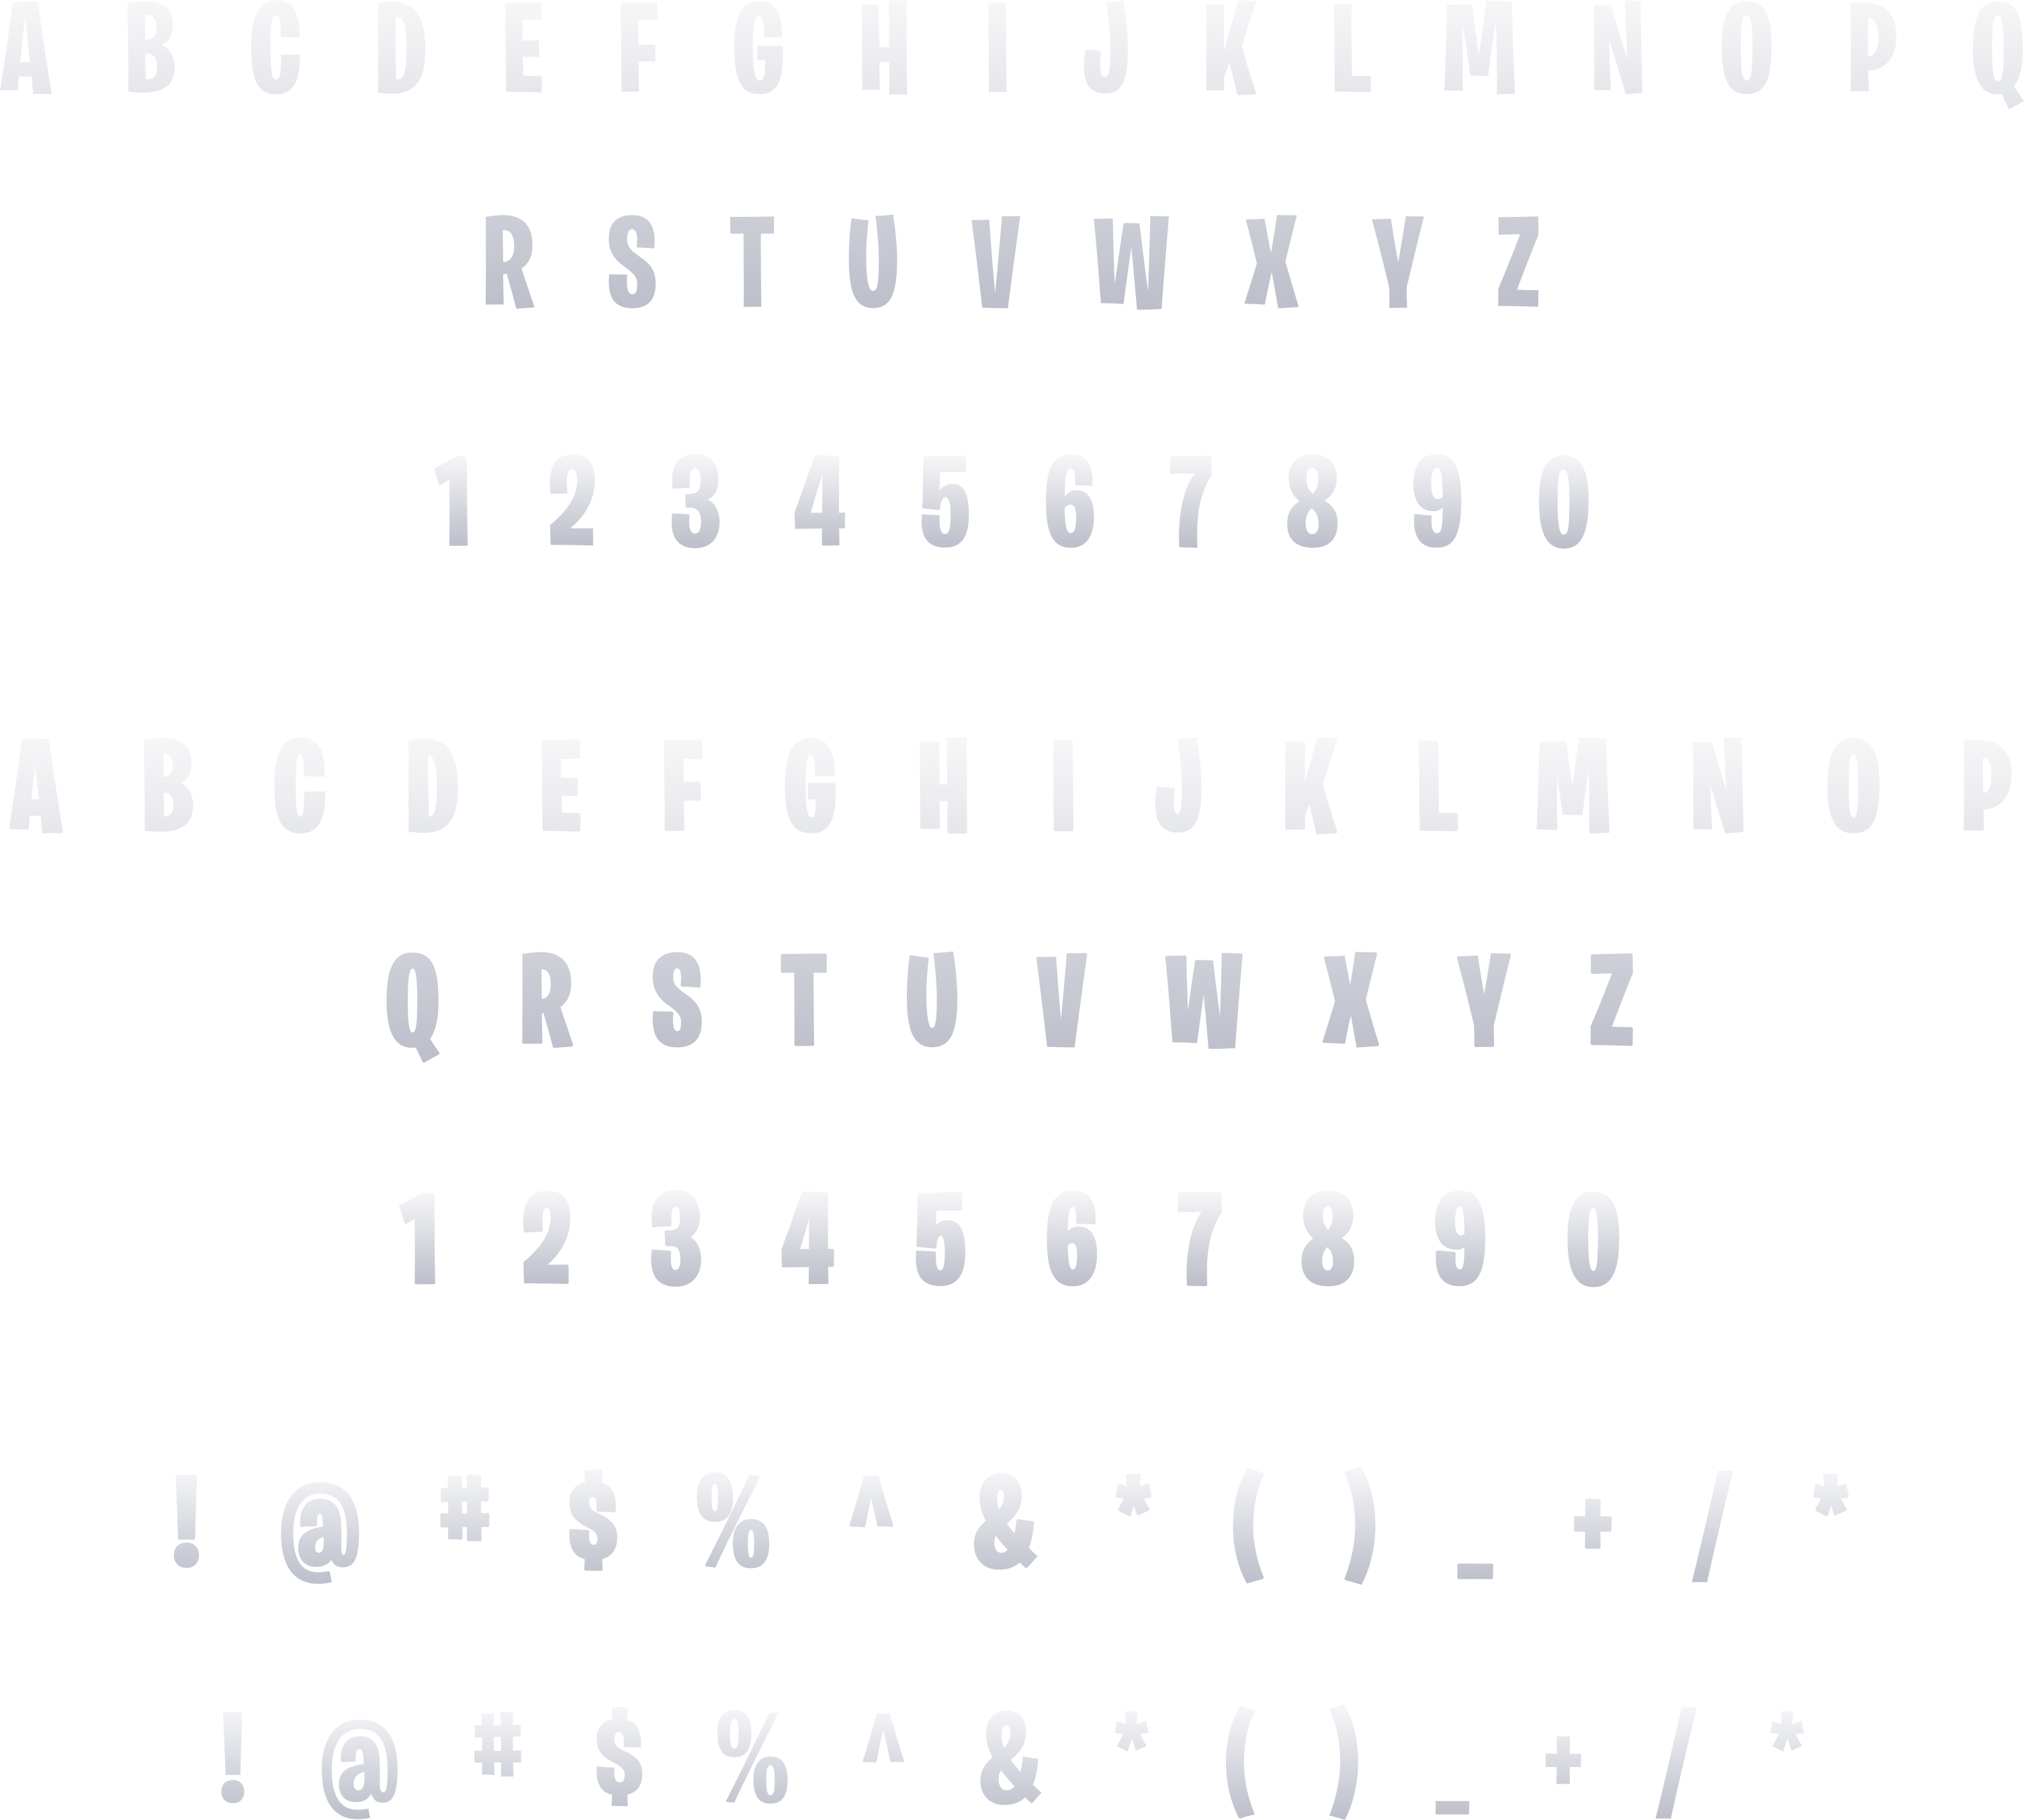 A B C D E F G H I J K L M N O P Q
R S T U V W X Y Z
1 2 3 4 5 6 7 8 9 0
A B C D E F G H I J K L M N O P
Q R S T U V W X Y Z
1 2 3 4 5 6 7 8 9 0
! @ # $ % ^ & * ( ) _ + / *
! @ # $ % ^ & * ( ) _ + / *